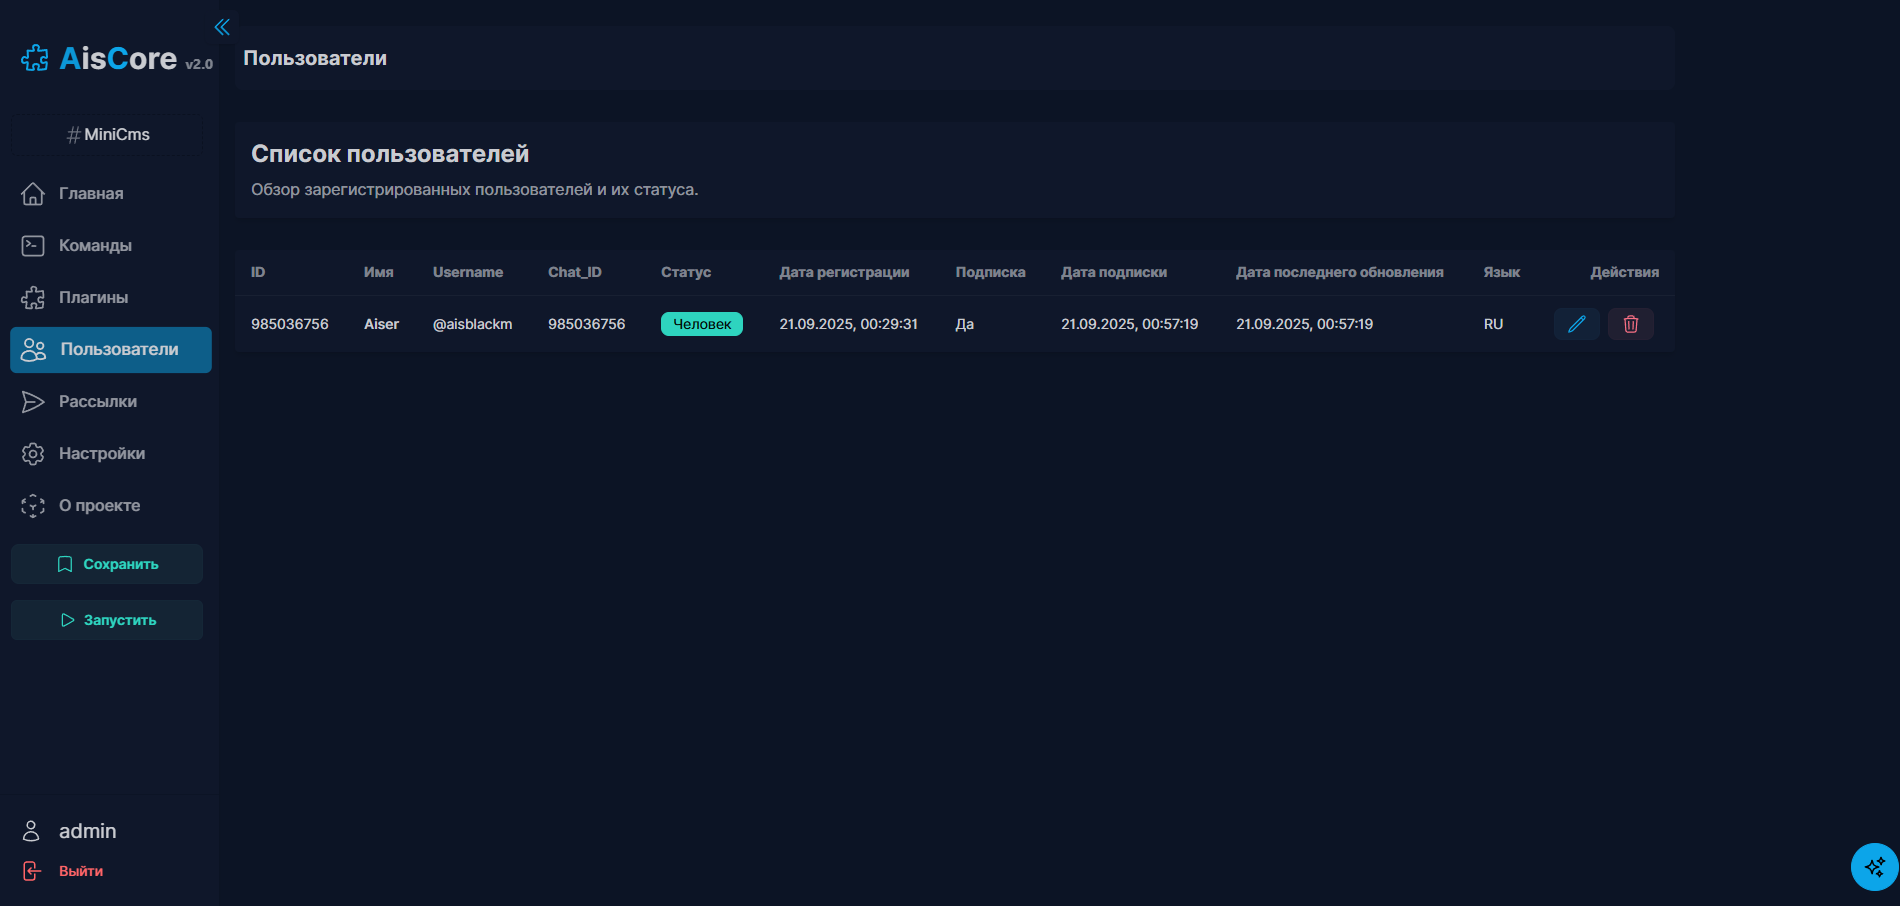 AisCore v2.0
#MiniCms
Главная
Команды
Плагины
Пользователи
Рассылки
Настройки
О проекте
Сохранить
Запустить
admin
Выйти
Пользователи
Список пользователей
Обзор зарегистрированных пользователей и их статуса.
ID Имя Username Chat_ID Статус Дата регистрации Подписка Дата подписки Дата последнего обновления Язык Действия
985036756 Aiser @aisblackm 985036756 Человек 21.09.2025, 00:29:31 Да 21.09.2025, 00:57:19 21.09.2025, 00:57:19 RU